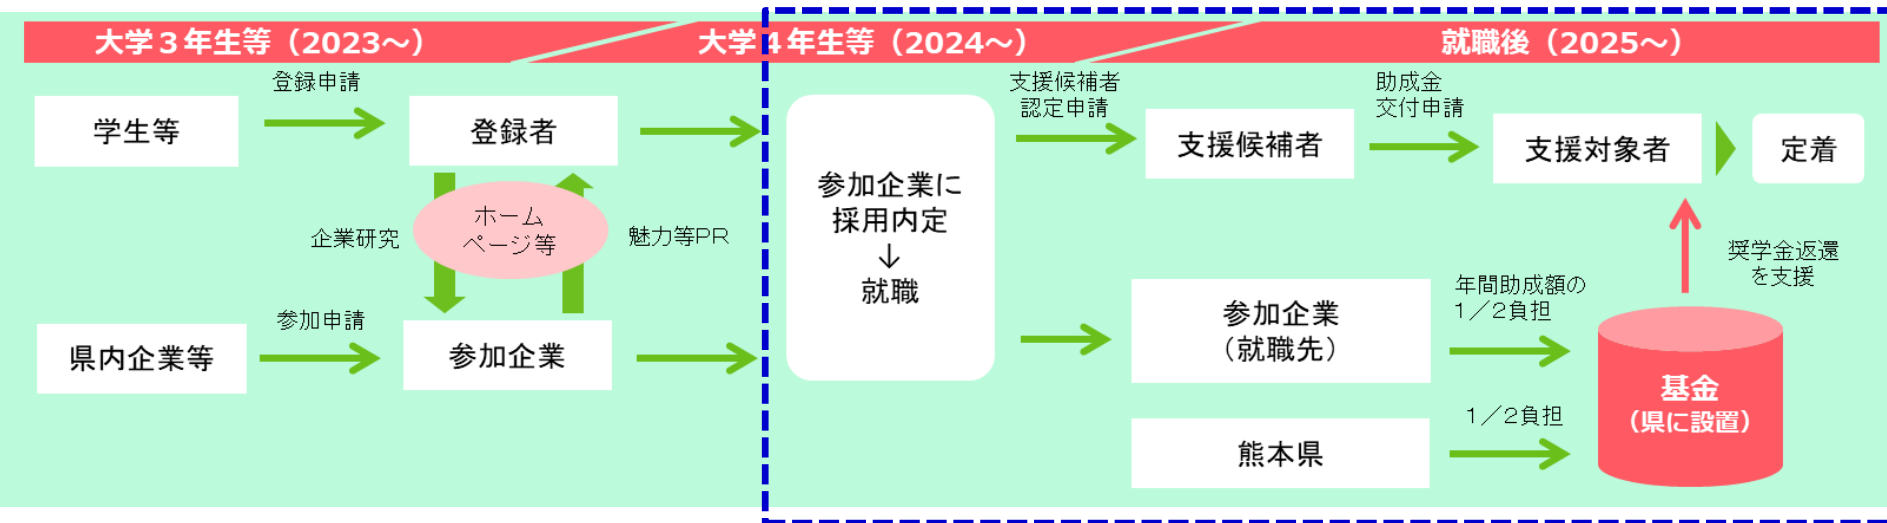 大学３年生等（2023～）
大学４年生等（2024～）
就職後（2025～）
登録申請
学生等
登録者
企業研究
ホーム
ページ等
魅力等PR
参加申請
県内企業等
参加企業
参加企業に
採用内定
↓
就職
支援候補者
認定申請
支援候補者
助成金
交付申請
支援対象者
定着
奨学金返還
を支援
参加企業
（就職先）
年間助成額の
１／２負担
熊本県
１／２負担
基金
（県に設置）